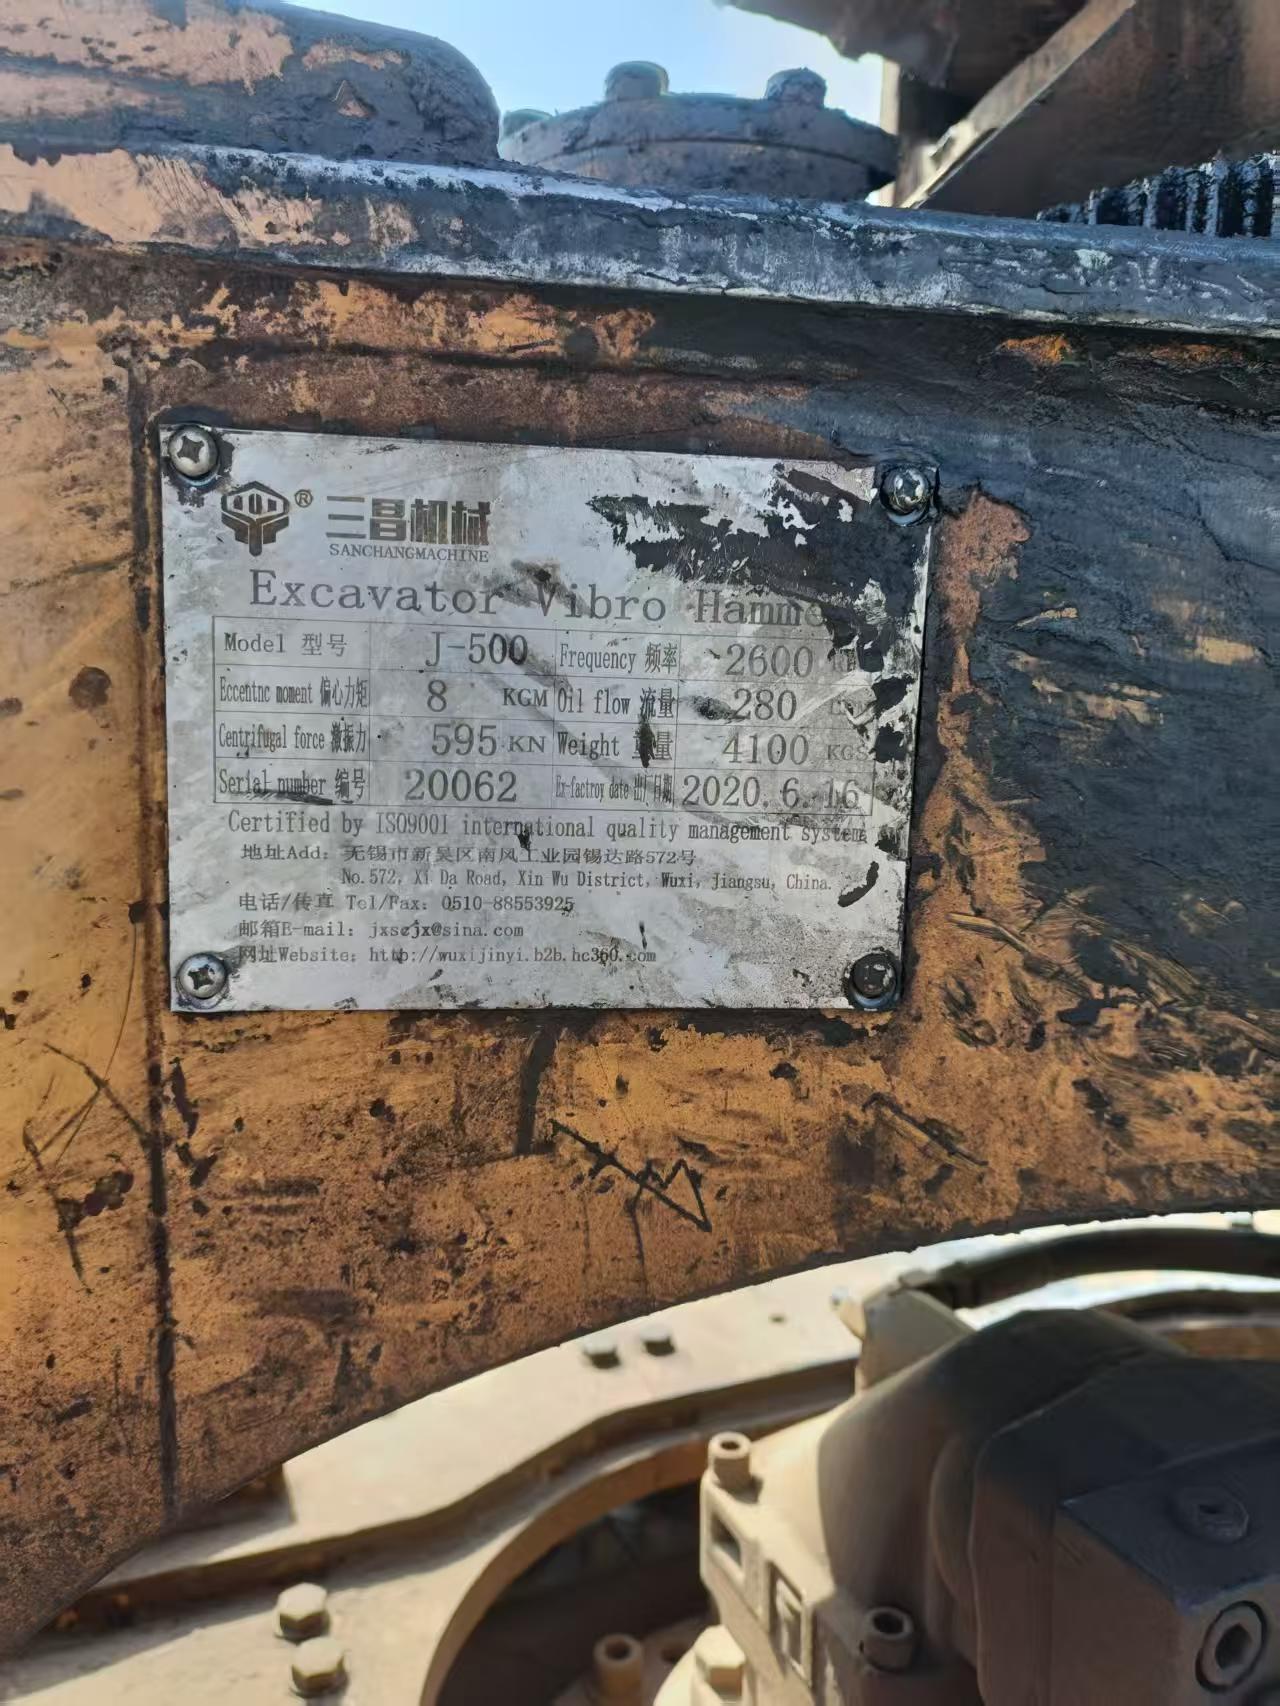 ® 三昌机械
SANCHANGMACHINE
Excavator Vibro
Model 型号 J-500 Frequency 频率 2600
Eccentnc moment 偏心力矩 8 KGM Oil flow 流量 280
Centrifugal force 激振力 595 KN Weight 重量 4100 KGS
Serial number 编号 20062 Ex-factroy date 出厂日期 2020.6.16
Certified by ISO9001 international quality management system
地址Add: 无锡市新吴区南风工业园锡达路572号
No.572, Xi Da Road, Xin Wu District, Wuxi, Jiangsu, China.
电话/传真 Tel/Fax: 0510-88553925
邮箱E-mail: jxscjx@sina.com
网址Website: http://wuxijinyi.b2b.hc360.com